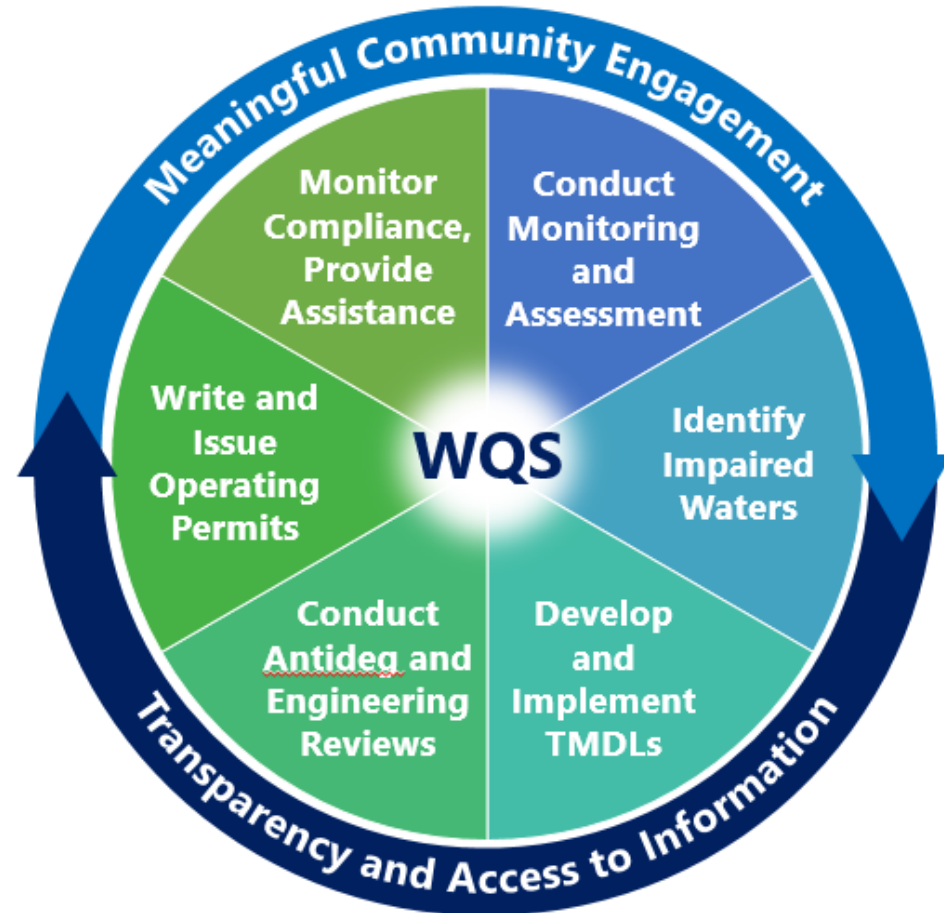 Meaningful Community Engagement
Conduct
Monitoring
and
Assessment
Identify
Impaired
Waters
Develop
and
Implement
TMDLs
Conduct
Antideg and
Engineering
Reviews
Write and
Issue
Operating
Permits
Monitor
Compliance,
Provide
Assistance
WQS
Transparency and Access to Information